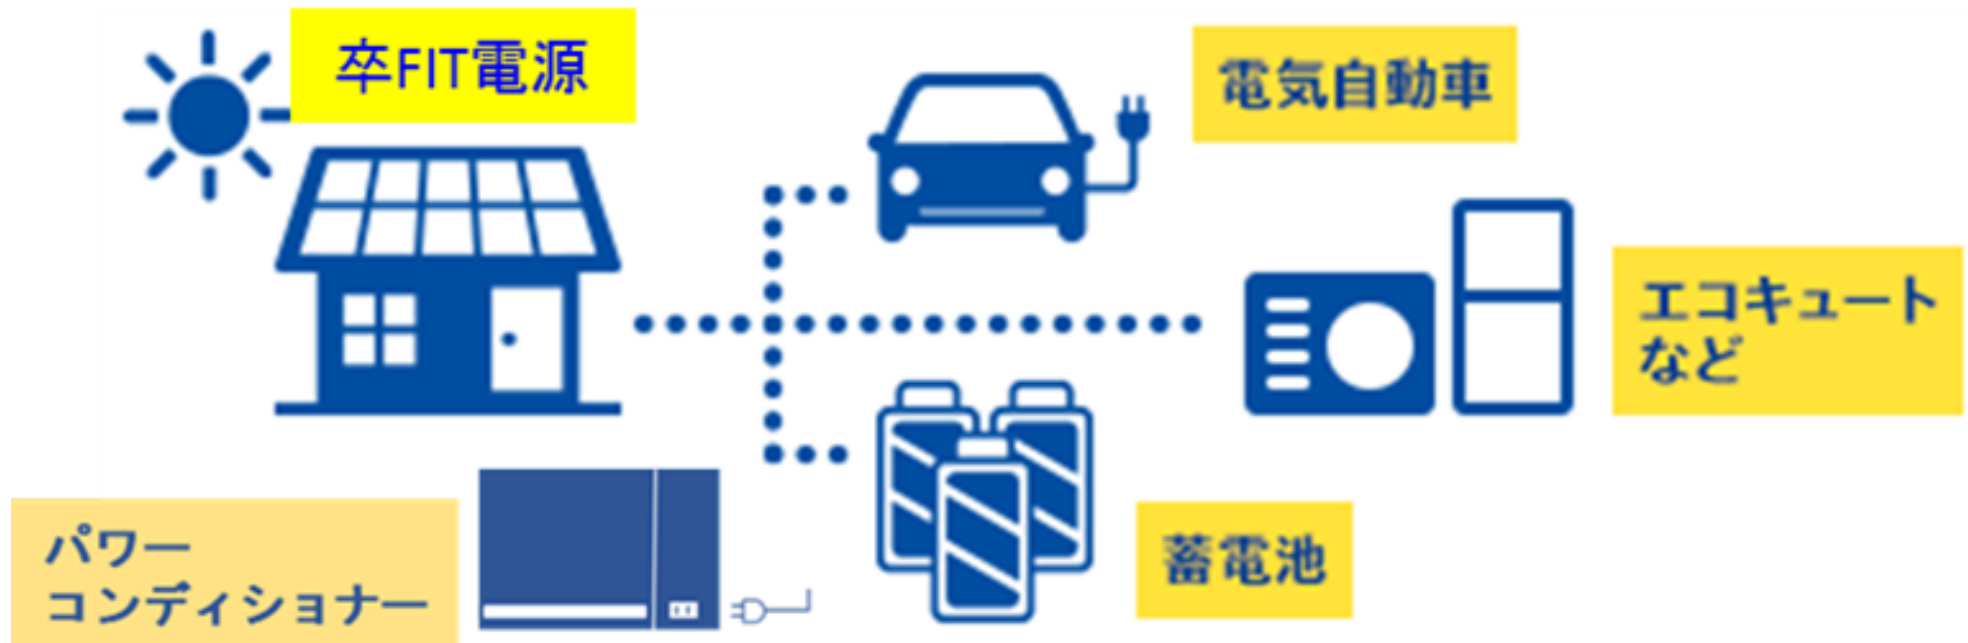 卒FIT電源
電気自動車
エコキュート
など
パワー
コンディショナー
蓄電池